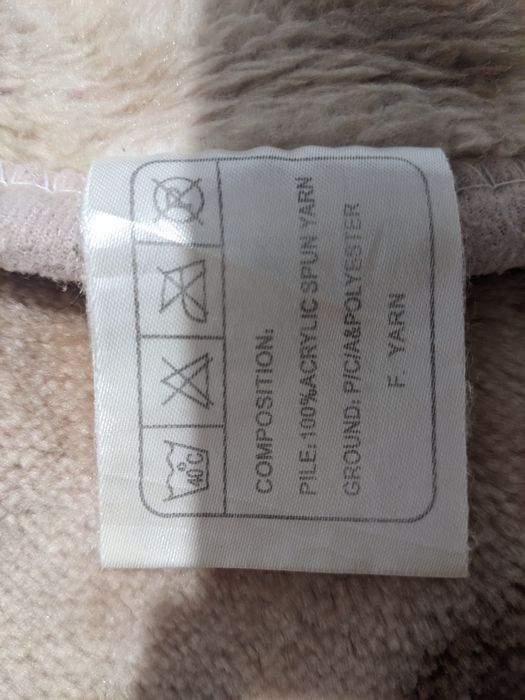 40°C
COMPOSITION:
PILE:100%ACRYLIC SPUN YARN
GROUND: P/C/A&POLYESTER
F. YARN